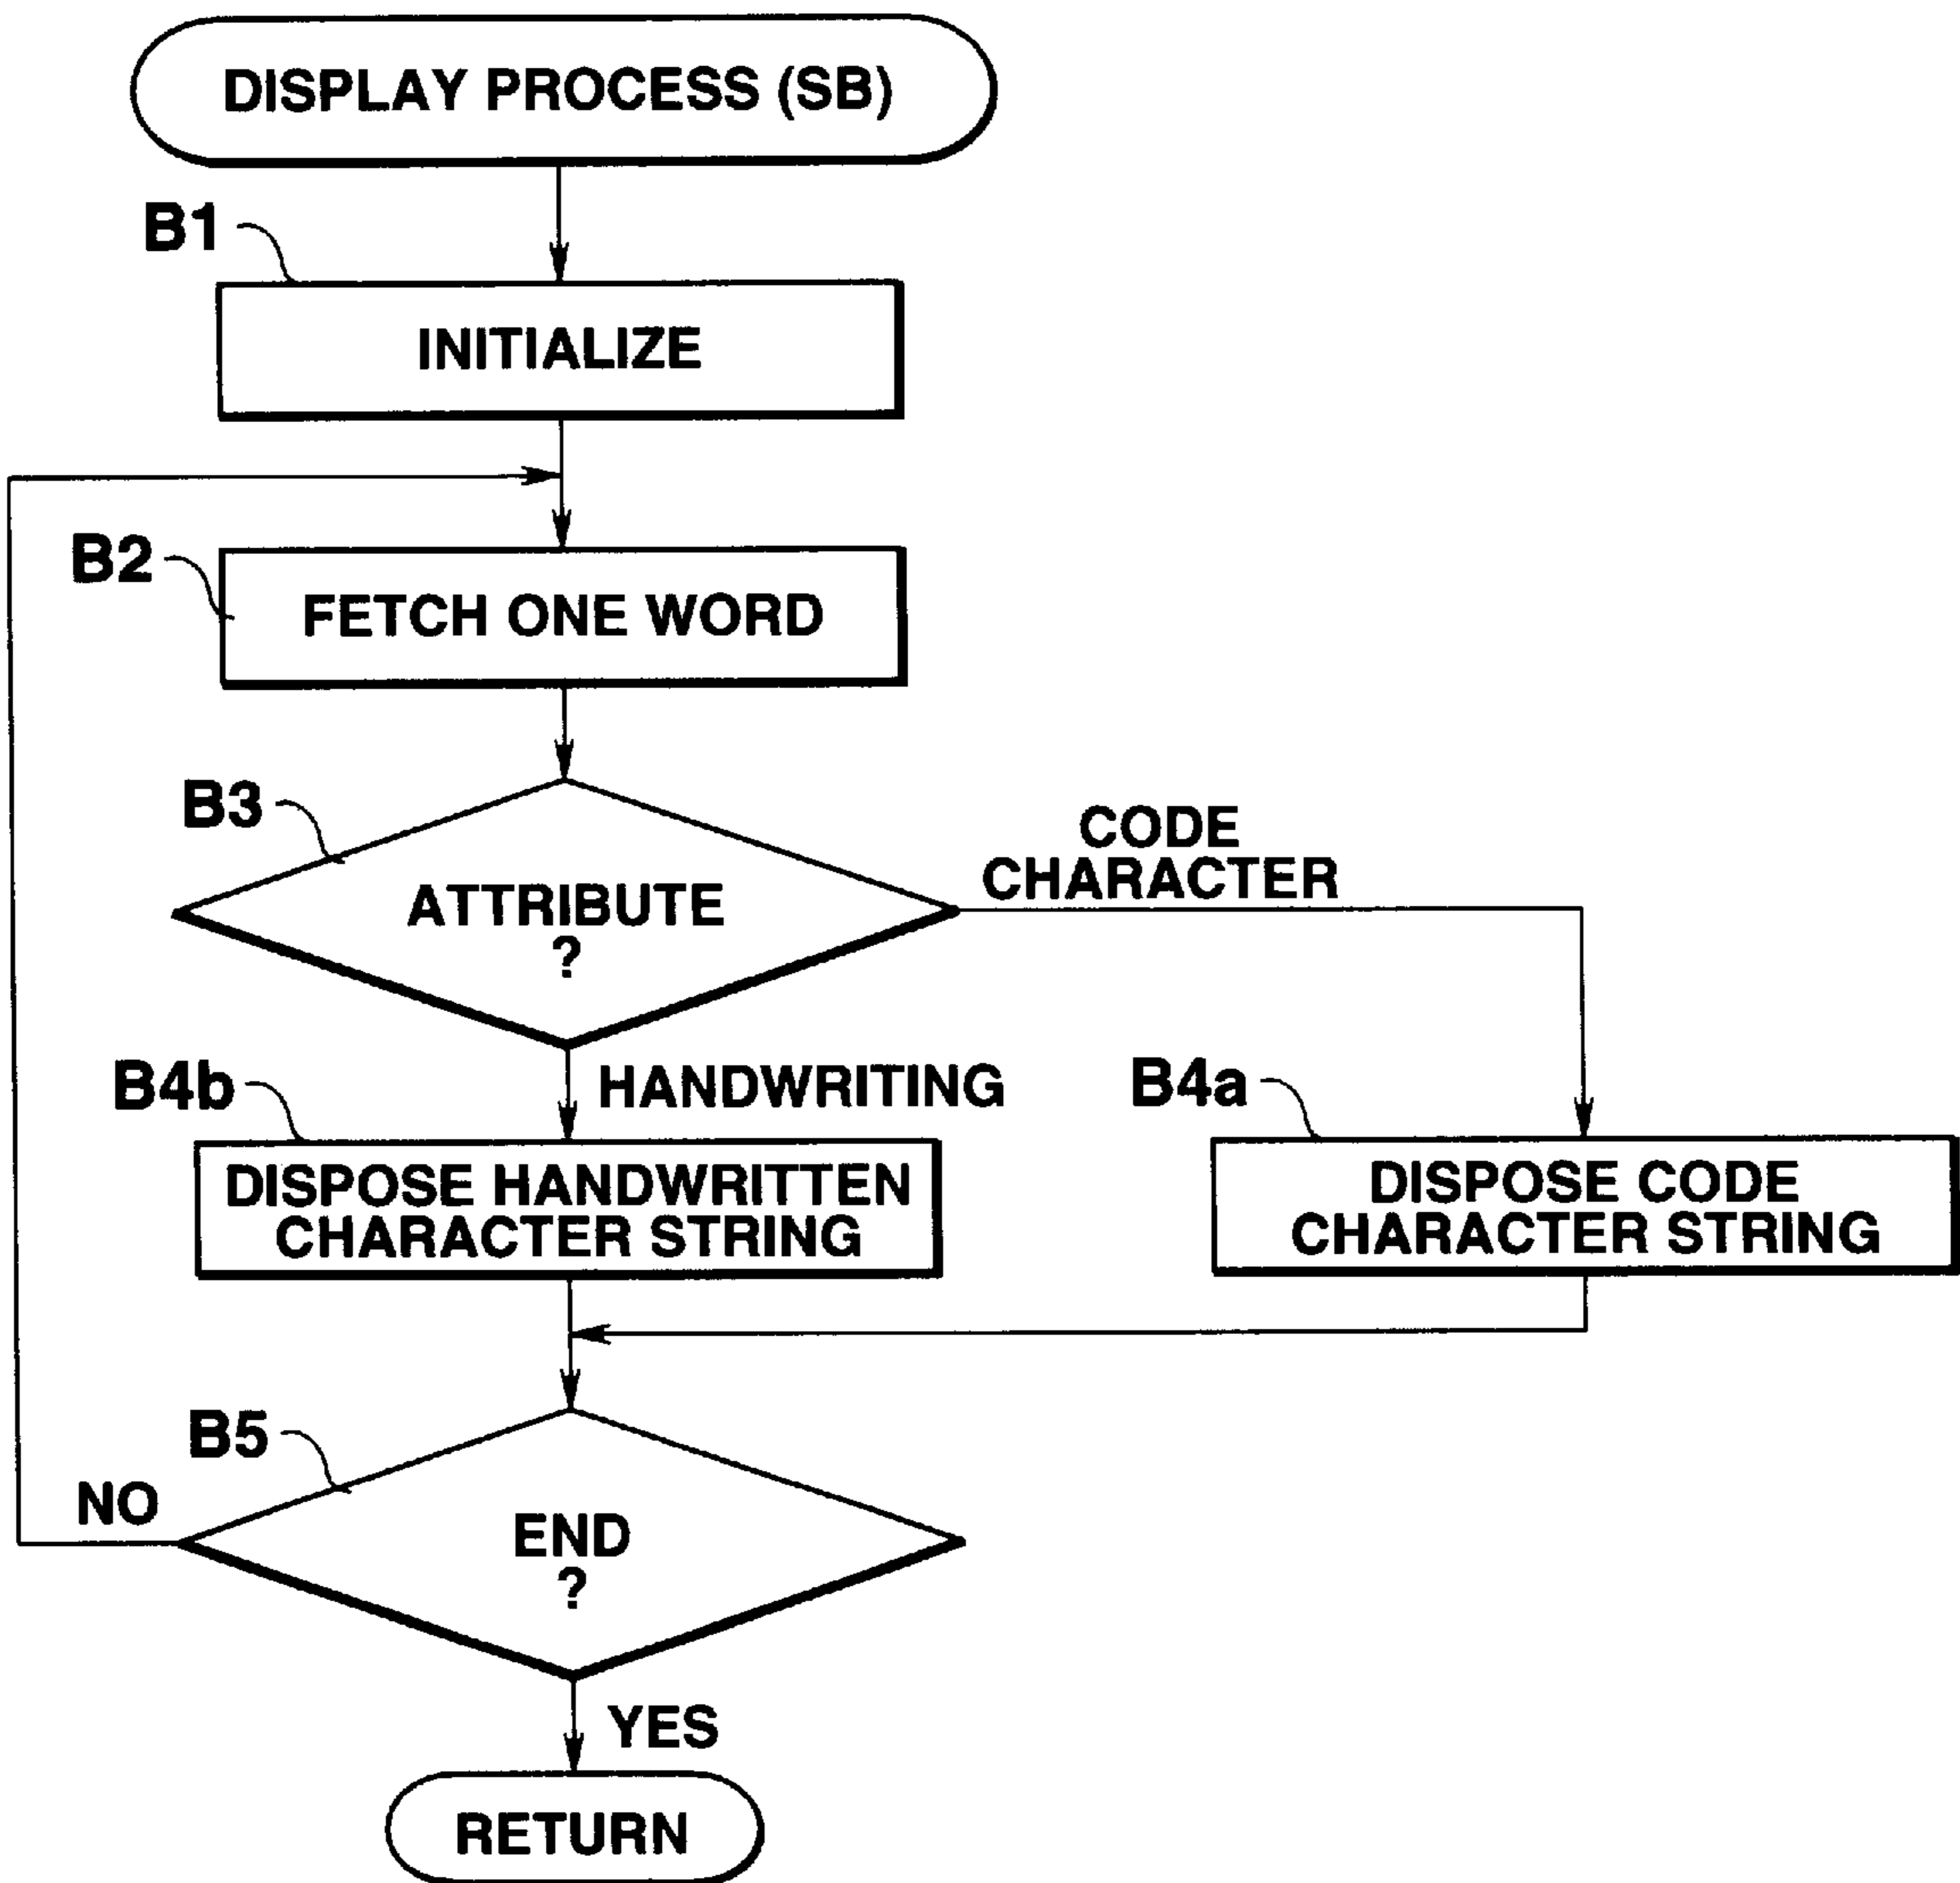 DISPLAY PROCESS (SB)
B1
INITIALIZE
B2
FETCH ONE WORD
B3
ATTRIBUTE
?
CODE
CHARACTER
HANDWRITING
B4b
DISPOSE HANDWRITTEN
CHARACTER STRING
B4a
DISPOSE CODE
CHARACTER STRING
B5
END
?
NO
YES
RETURN